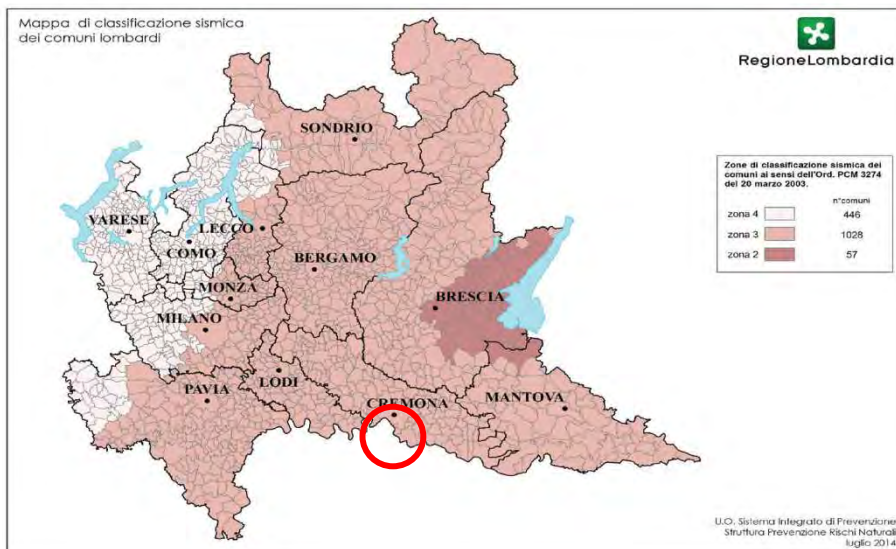 Mappa di classificazione sismica
dei comuni lombardi
RegioneLombardia
SONDRIO
VARESE
LECCO
COMO
BERGAMO
MONZA
BRESCIA
MILANO
PAVIA
LODI
CREMONA
MANTOVA
Zone di classificazione sismica dei
comuni ai sensi dell'Ord. PCM 3274
del 20 marzo 2003.
n°comuni
zona 4 446
zona 3 1028
zona 2 57
U.O. Sistema Integrato di Prevenzione
Struttura Prevenzione Rischi Naturali
luglio 2014